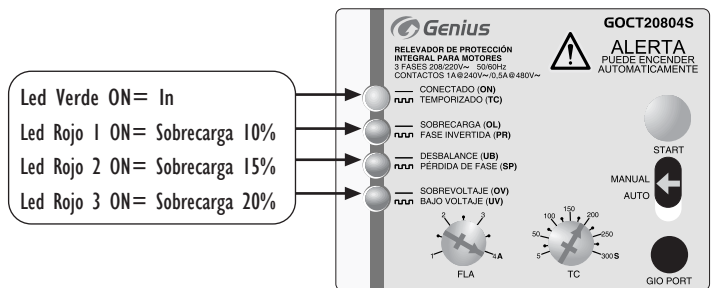 Led Verde ON= In
Led Rojo 1 ON= Sobrecarga 10%
Led Rojo 2 ON= Sobrecarga 15%
Led Rojo 3 ON= Sobrecarga 20%
Genius
RELEVADOR DE PROTECCIÓN
INTEGRAL PARA MOTORES
3 FASES 208/220V~ 50/60Hz
CONTACTOS 1A@240V~/0,5A@480V~
GOCT20804S
ALERTA
PUEDE ENCENDER
AUTOMATICAMENTE
CONECTADO (ON)
TEMPORIZADO (TC)
SOBRECARGA (OL)
FASE INVERTIDA (PR)
DESBALANCE (UB)
PÉRDIDA DE FASE (SP)
SOBREVOLTAJE (OV)
BAJO VOLTAJE (UV)
START
MANUAL
AUTO
1 2 3 4A
FLA
5 50 100 150 200 250 300S
TC
GIO PORT